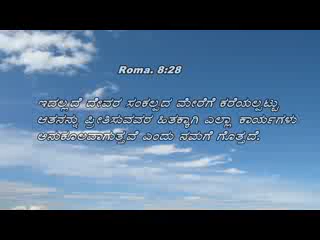 Roma. 8:28
ಇದಲ್ಲದೆ ದೇವರ ಸಂಕಲ್ಪದ ಮೇರೆಗೆ ಕರೆಯಲ್ಪಟ್ಟು
ಆತನನ್ನು ಪ್ರೀತಿಸುವವರ ಹಿತಕ್ಕಾಗಿ ಎಲ್ಲಾ ಕಾರ್ಯಗಳು
ಅನುಕೂಲವಾಗುತ್ತವೆ ಎಂದು ನಮಗೆ ಗೊತ್ತದೆ.